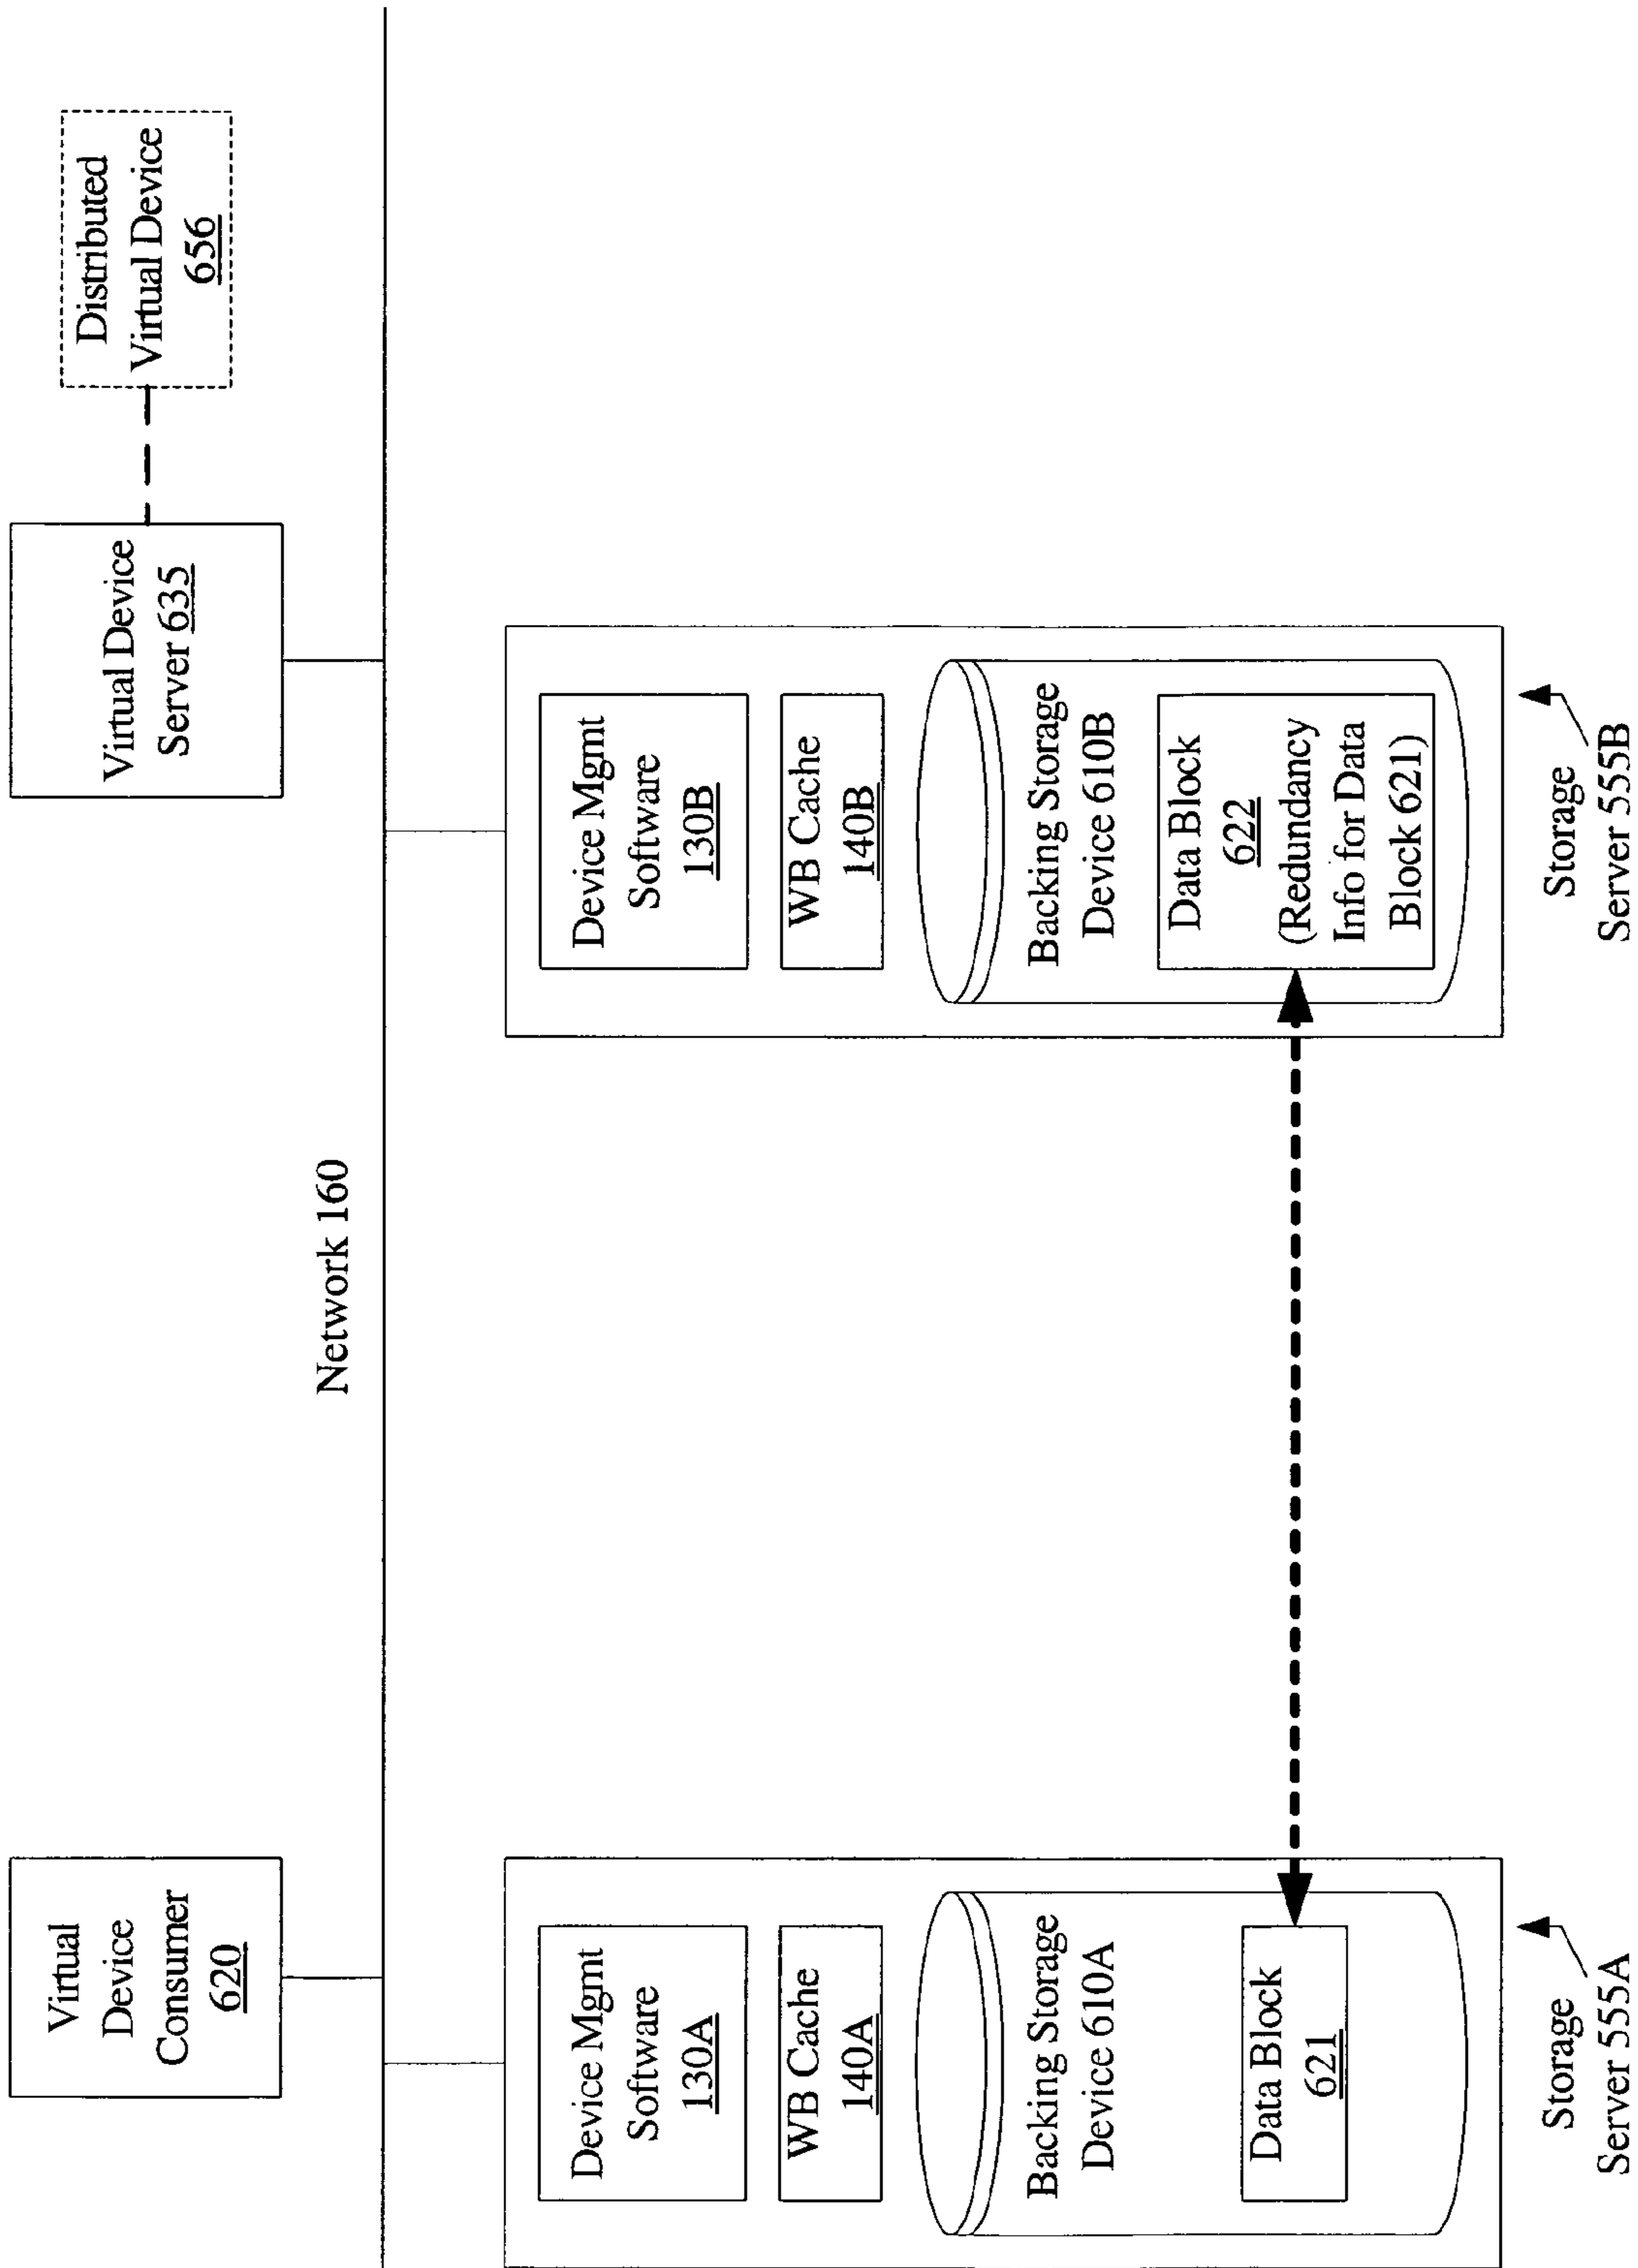 Virtual
Device
Consumer
620
Virtual Device
Server 635
Distributed
Virtual Device
656
Network 160
Device Mgmt
Software
130A
WB Cache
140A
Backing Storage
Device 610A
Data Block
621
Storage
Server 555A
Device Mgmt
Software
130B
WB Cache
140B
Backing Storage
Device 610B
Data Block
622
(Redundancy
Info for Data
Block 621)
Storage
Server 555B